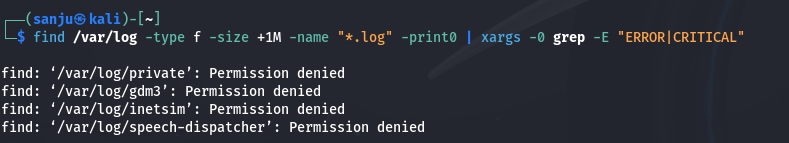 ┌──(sanju㉿kali)-[~]
└─$ find /var/log -type f -size +1M -name "*.log" -print0 | xargs -0 grep -E "ERROR|CRITICAL"
find: ‘/var/log/private’: Permission denied
find: ‘/var/log/gdm3’: Permission denied
find: ‘/var/log/inetsim’: Permission denied
find: ‘/var/log/speech-dispatcher’: Permission denied